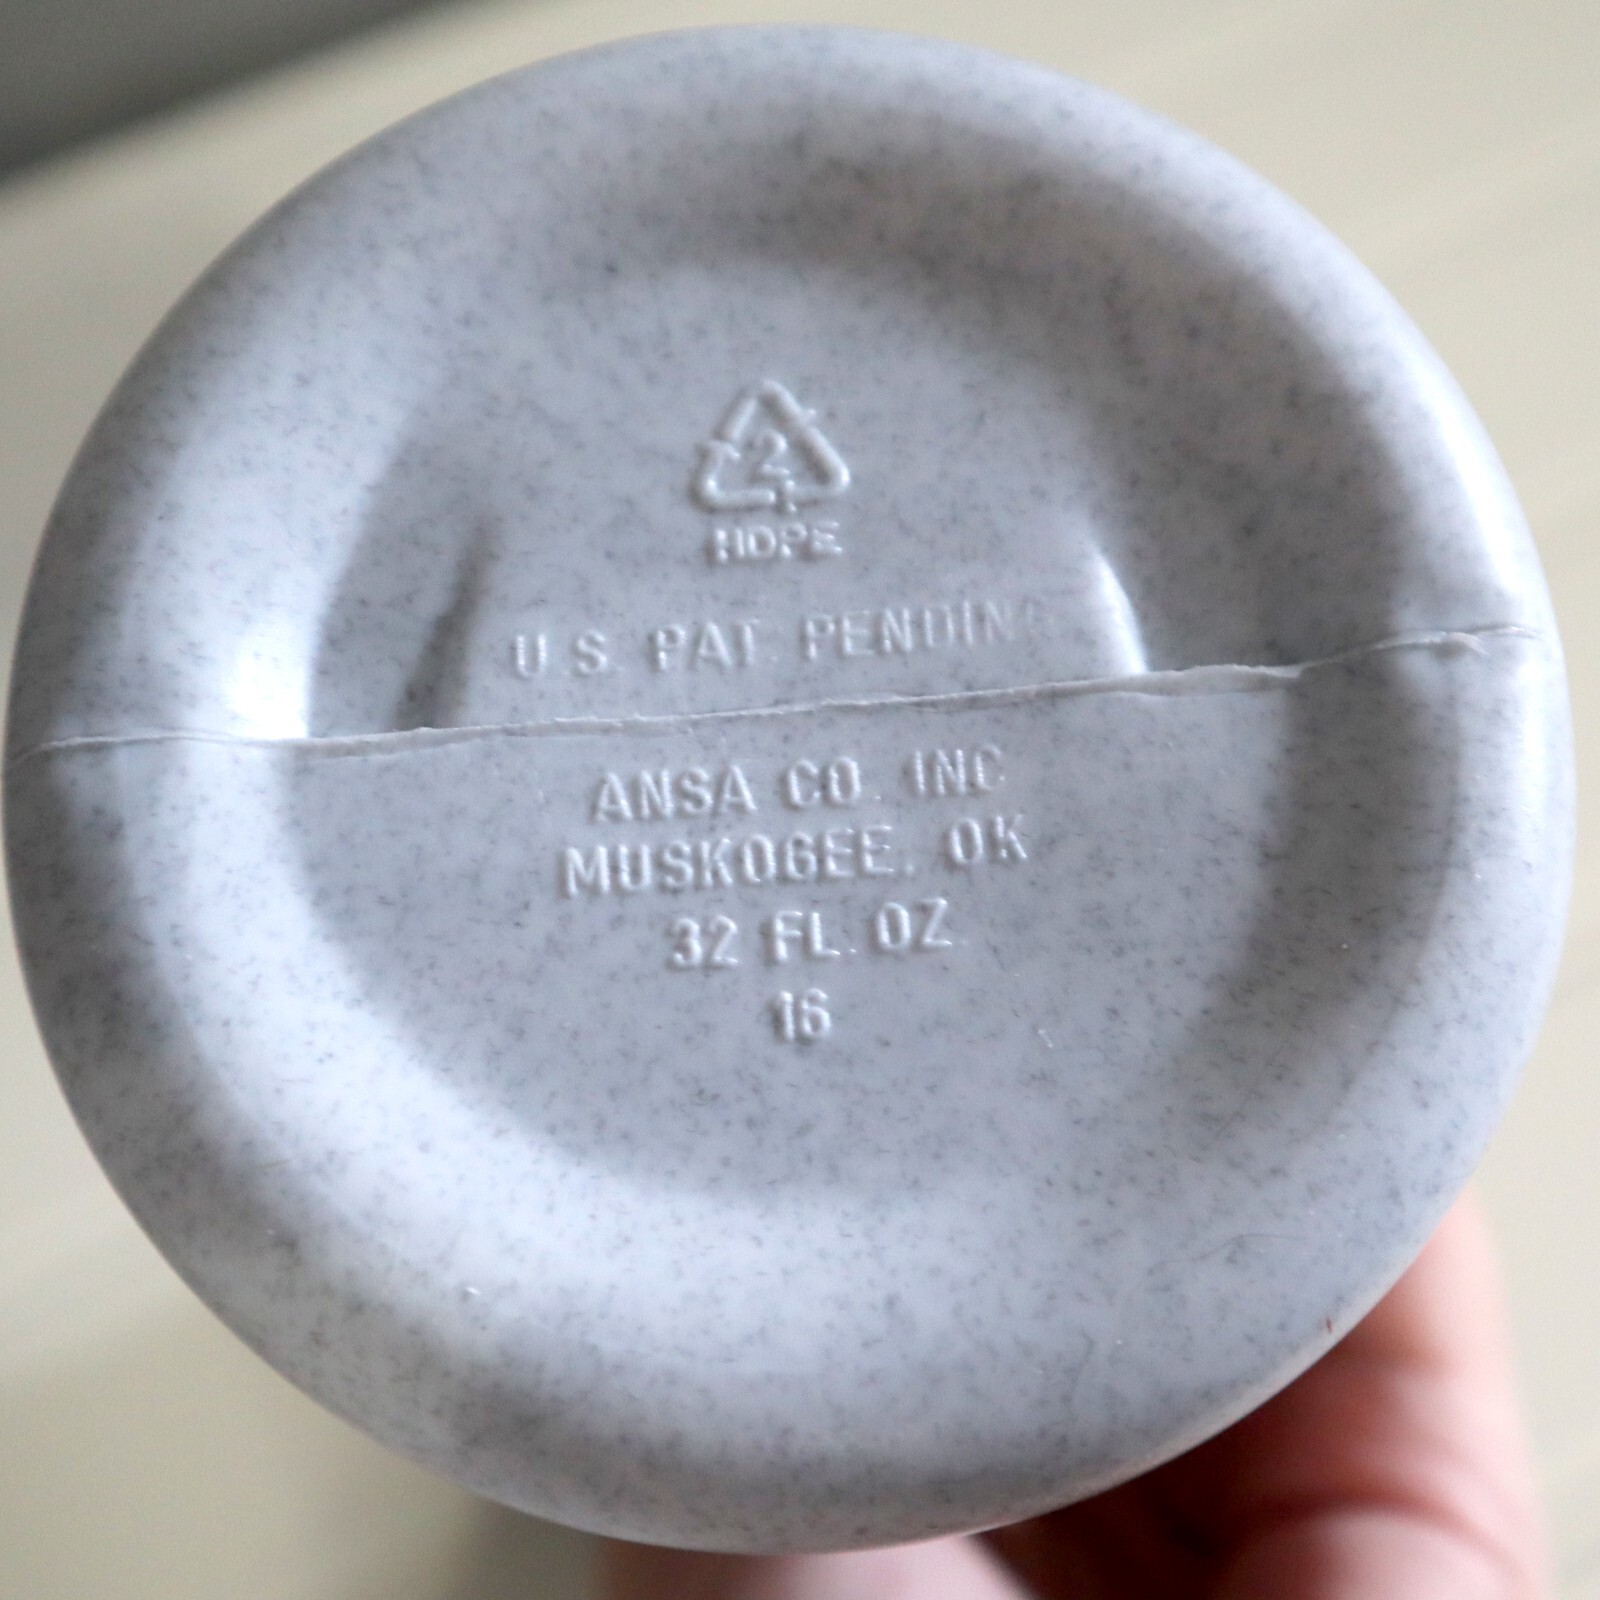 2
HDPE
U.S. PAT. PENDING
ANSA CO. INC
MUSKOGEE, OK
32 FL. OZ.
16